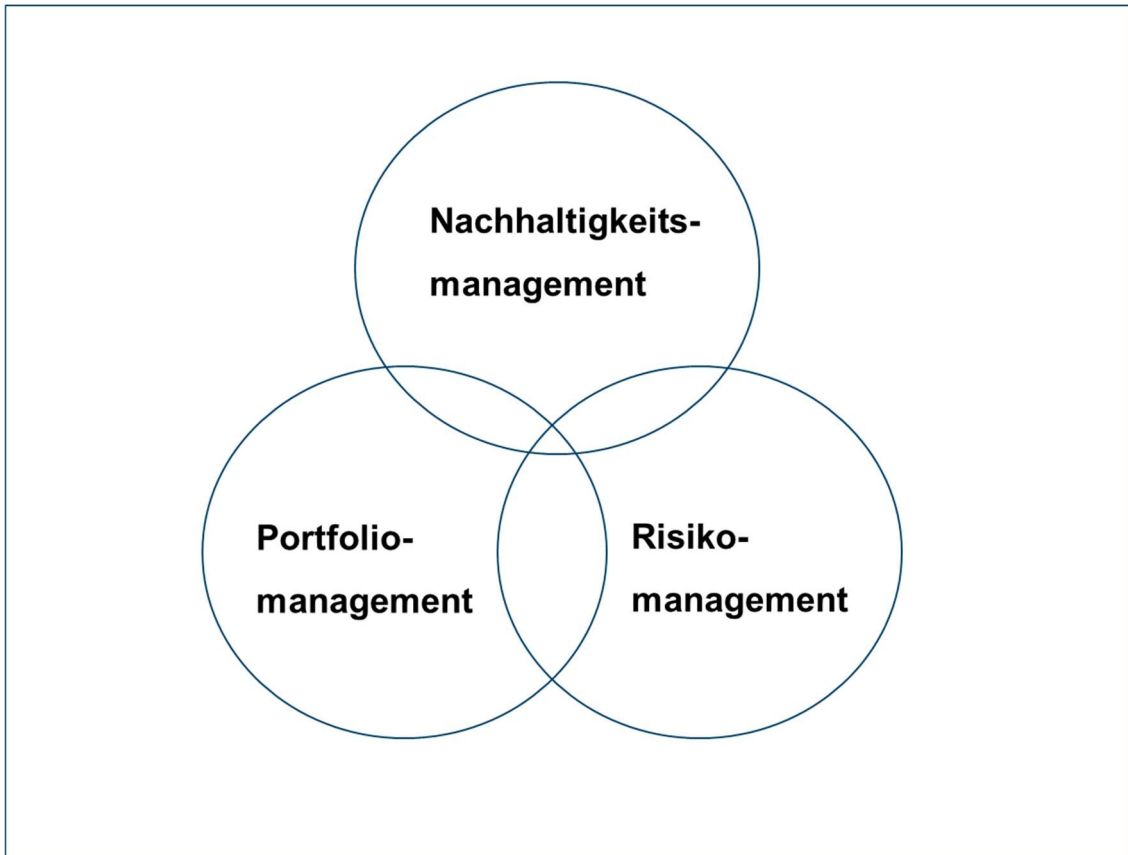 Nachhaltigkeits-
management
Portfolio-
management
Risiko-
management